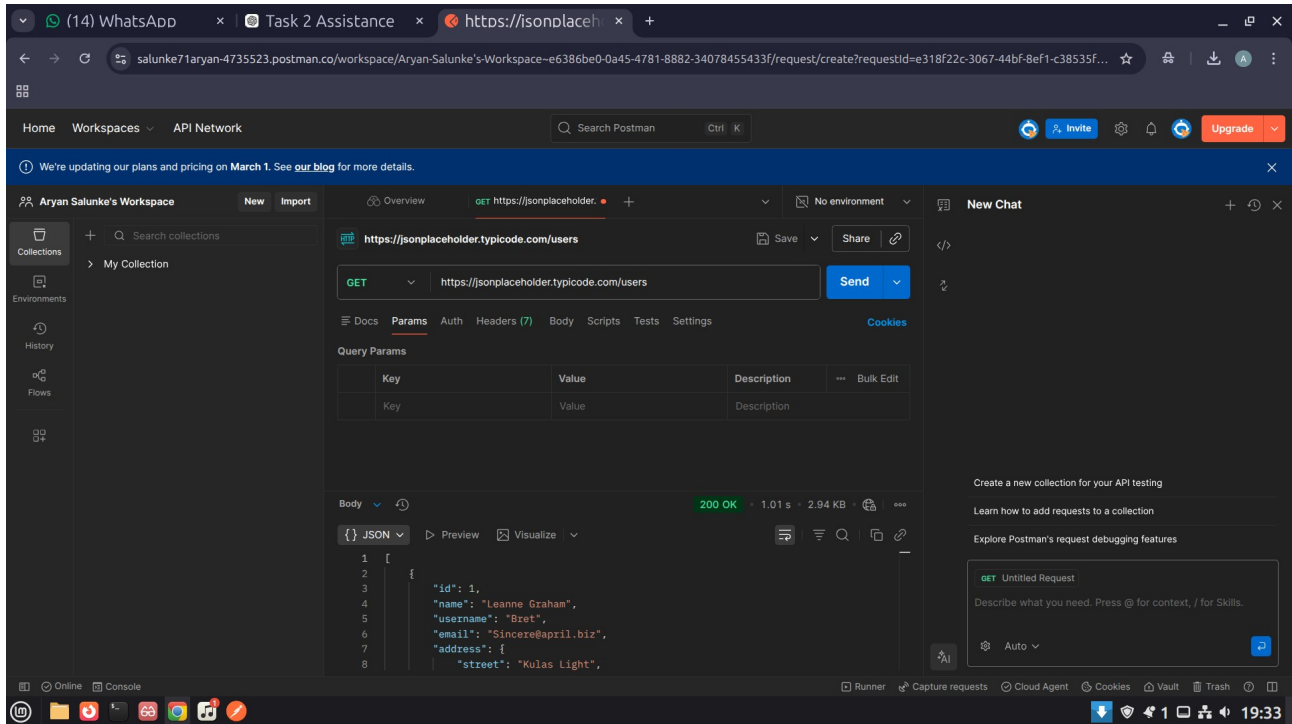 (14) WhatsApp
Task 2 Assistance
https://jsonplaceh
salunke71aryan-4735523.postman.co/workspace/Aryan-Salunke's-Workspace~e6386be0-0a45-4781-8882-34078455433f/request/create?requestId=e318f22c-3067-44bf-8ef1-c38535f...
A
Home Workspaces API Network
Search Postman Ctrl K
Invite
Upgrade
We're updating our plans and pricing on March 1. See our blog for more details.
Aryan Salunke's Workspace New Import
Overview
GET https://jsonplaceholder.
No environment
New Chat
Collections
Search collections
HTTP https://jsonplaceholder.typicode.com/users
Save Share
My Collection
GET https://jsonplaceholder.typicode.com/users
Send
Environments
Docs Params Auth Headers (7) Body Scripts Tests Settings
Cookies
History
Query Params
Key Value Description Bulk Edit
Key Value Description
Flows
Create a new collection for your API testing
Body
200 OK 1.01 s 2.94 KB
Learn how to add requests to a collection
{} JSON Preview Visualize
Explore Postman's request debugging features
1 [
2 {
3 "id": 1,
4 "name": "Leanne Graham",
5 "username": "Bret",
6 "email": "Sincere@april.biz",
7 "address": {
8 "street": "Kulas Light",
GET Untitled Request
Describe what you need. Press @ for context, / for Skills.
Auto
AI
Online Console
Runner Capture requests Cloud Agent Cookies Vault Trash
1 19:33